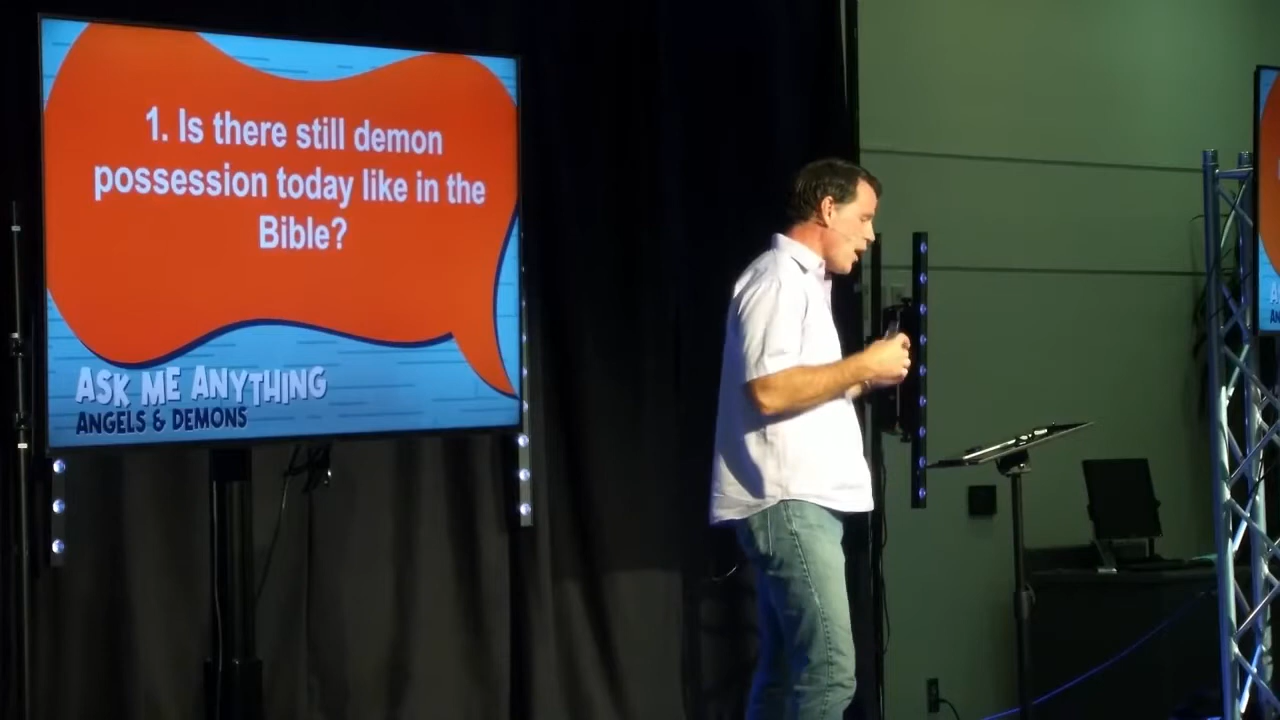 1. Is there still demon
possession today like in the
Bible?
ASK ME ANYTHING
ANGELS & DEMONS